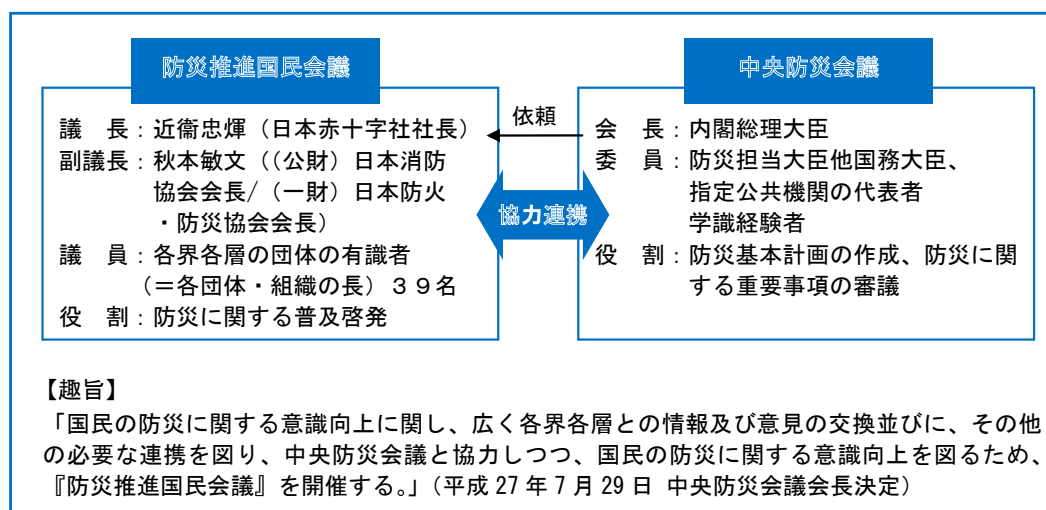 防災推進国民会議
議　長：近衞忠煇（日本赤十字社社長）
副議長：秋本敏文（（公財）日本消防
協会会長/（一財）日本防火
・防災協会会長）
議　員：各界各層の団体の有識者
（＝各団体・組織の長）３９名
役　割：防災に関する普及啓発
依頼
協力連携
中央防災会議
会　長：内閣総理大臣
委　員：防災担当大臣他国務大臣、
指定公共機関の代表者
学識経験者
役　割：防災基本計画の作成、防災に関
する重要事項の審議
【趣旨】
「国民の防災に関する意識向上に関し、広く各界各層との情報及び意見の交換並びに、その他
の必要な連携を図り、中央防災会議と協力しつつ、国民の防災に関する意識向上を図るため、
『防災推進国民会議』を開催する。」（平成 27 年 7 月 29 日 中央防災会議会長決定）